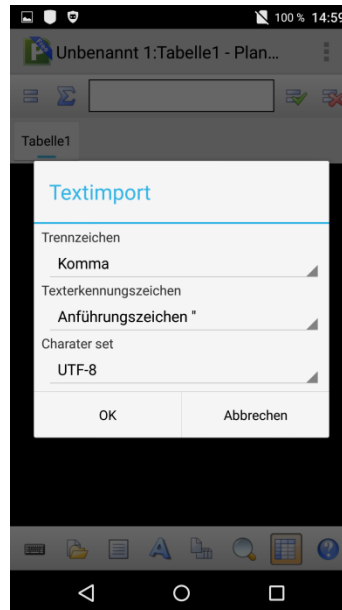 100 % 14:59
Unbenannt 1:Tabelle1 - Plan...
Tabelle1
Textimport
Trennzeichen
Komma
Texterkennungszeichen
Anführungszeichen "
Charater set
UTF-8
OK Abbrechen